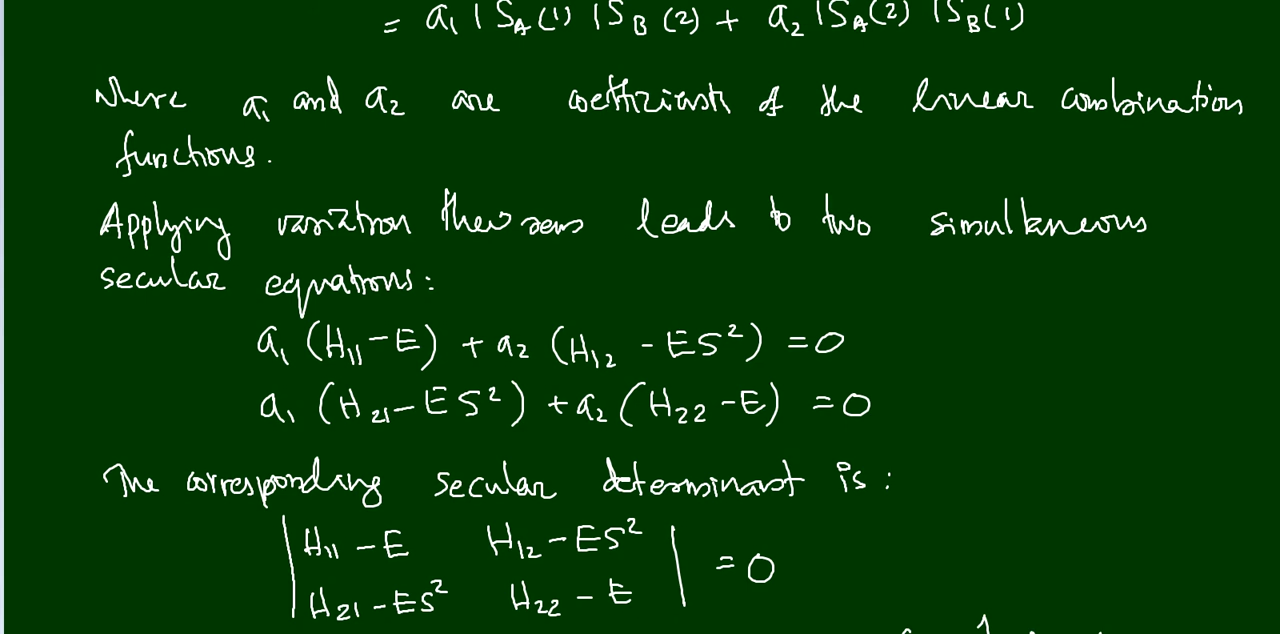 = a₁ 1S_A(1) 1S_B(2) + a₂ 1S_A(2) 1S_B(1)
Where a₁ and a₂ are coefficients of the linear combination
functions.
Applying variation theorem leads to two simultaneous
secular equations:
a₁ (H₁₁ - E) + a₂ (H₁₂ - ES²) = 0
a₁ (H₂₁ - ES²) + a₂ (H₂₂ - E) = 0
The corresponding secular determinant is:
| H₁₁ - E H₁₂ - ES² |
| H₂₁ - ES² H₂₂ - E | = 0